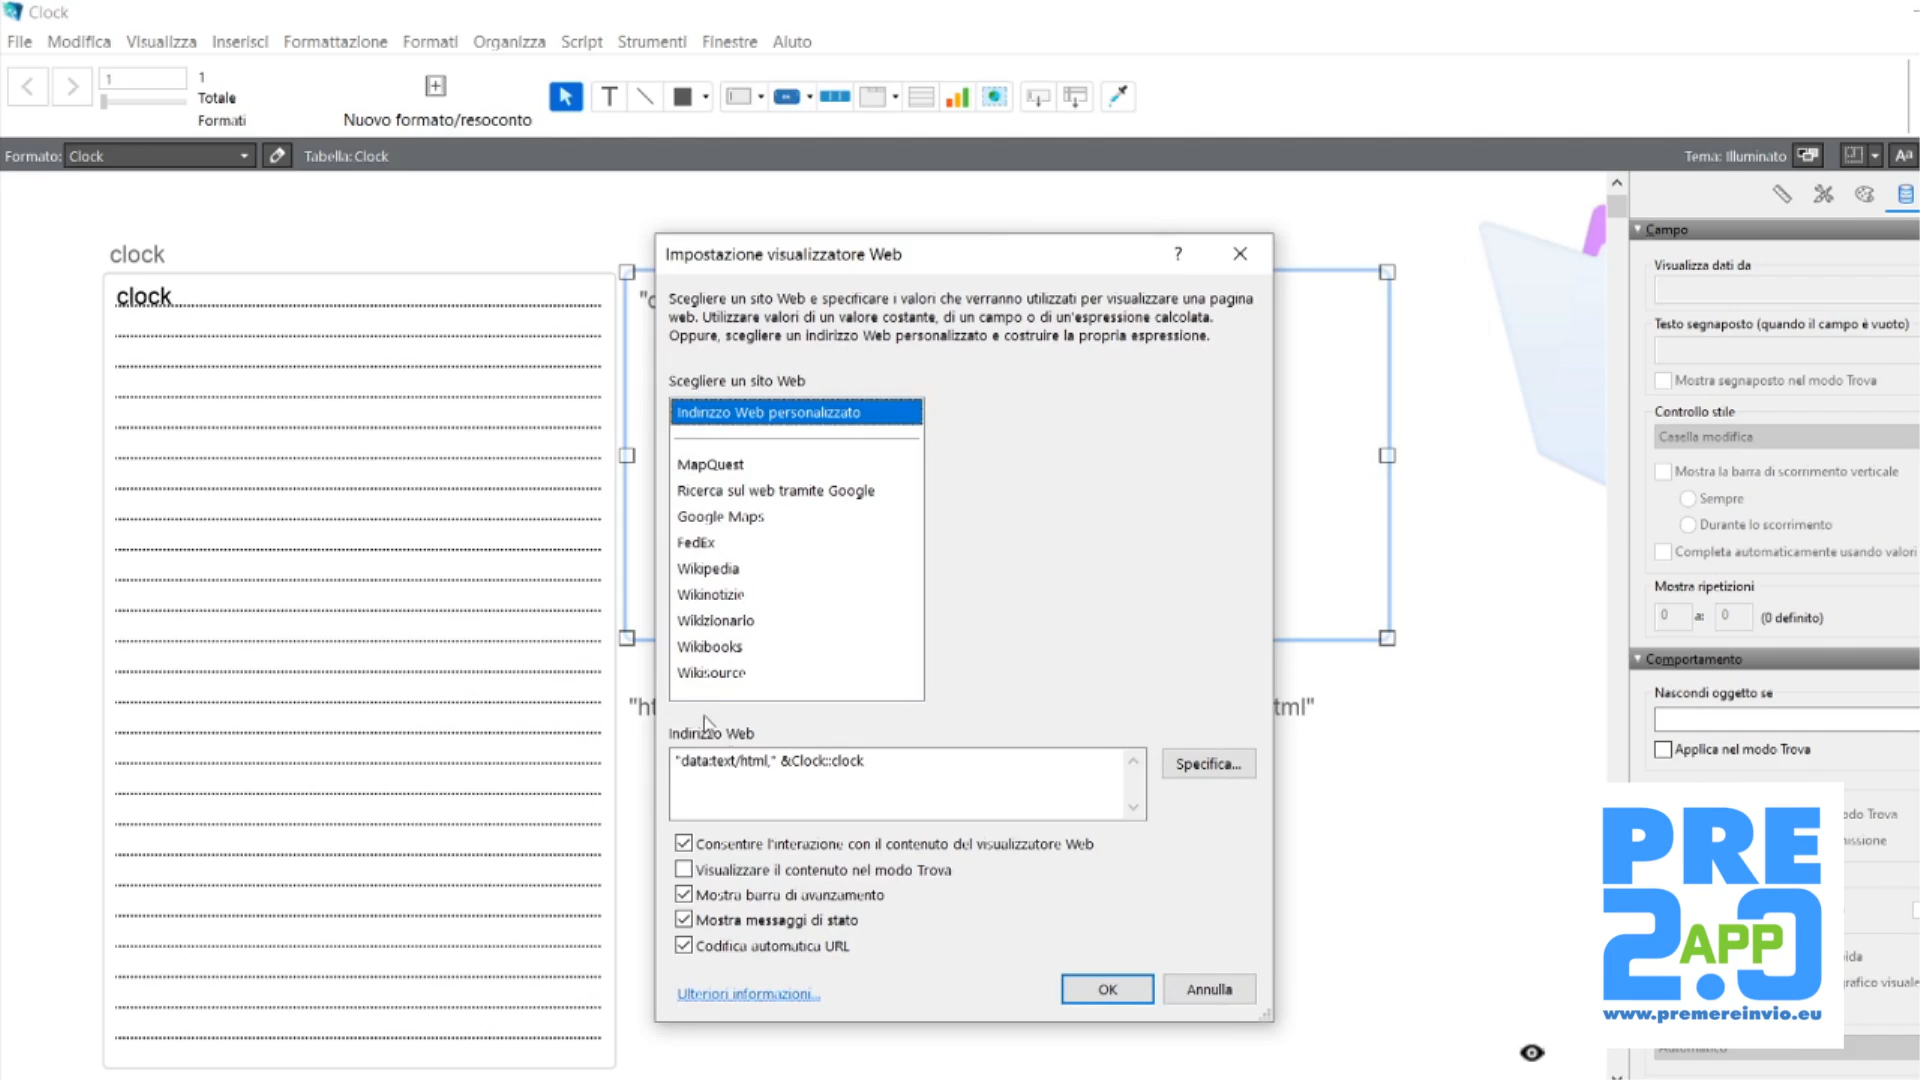 Clock
File Modifica Visualizza Inserisci Formattazione Formati Organizza Script Strumenti Finestre Aiuto
1
1
Totale
Formati
Nuovo formato/resoconto
T
Formato: Clock
Tabella: Clock
Tema: Illuminato
Aa
clock
clock
Impostazione visualizzatore Web
?
Scegliere un sito Web e specificare i valori che verranno utilizzati per visualizzare una pagina
web. Utilizzare valori di un valore costante, di un campo o di un'espressione calcolata.
Oppure, scegliere un indirizzo Web personalizzato e costruire la propria espressione.
Scegliere un sito Web
Indirizzo Web personalizzato
MapQuest
Ricerca sul web tramite Google
Google Maps
FedEx
Wikipedia
Wikinotizie
Wikizionario
Wikibooks
Wikisource
"ht
tml"
Indirizzo Web
"data:text/html," &Clock::clock
Specifica...
Consentire l'interazione con il contenuto del visualizzatore Web
Visualizzare il contenuto nel modo Trova
Mostra barra di avanzamento
Mostra messaggi di stato
Codifica automatica URL
Ulteriori informazioni...
OK
Annulla
Campo
Visualizza dati da
Testo segnaposto (quando il campo è vuoto)
Mostra segnaposto nel modo Trova
Controllo stile
Casella modifica
Mostra la barra di scorrimento verticale
Sempre
Durante lo scorrimento
Completa automaticamente usando valori
Mostra ripetizioni
0 a: 0 (0 definito)
Comportamento
Nascondi oggetto se
Applica nel modo Trova
odo Trova
issione
ida
rafico visuale
PRE
2.0
APP
www.premereinvio.eu